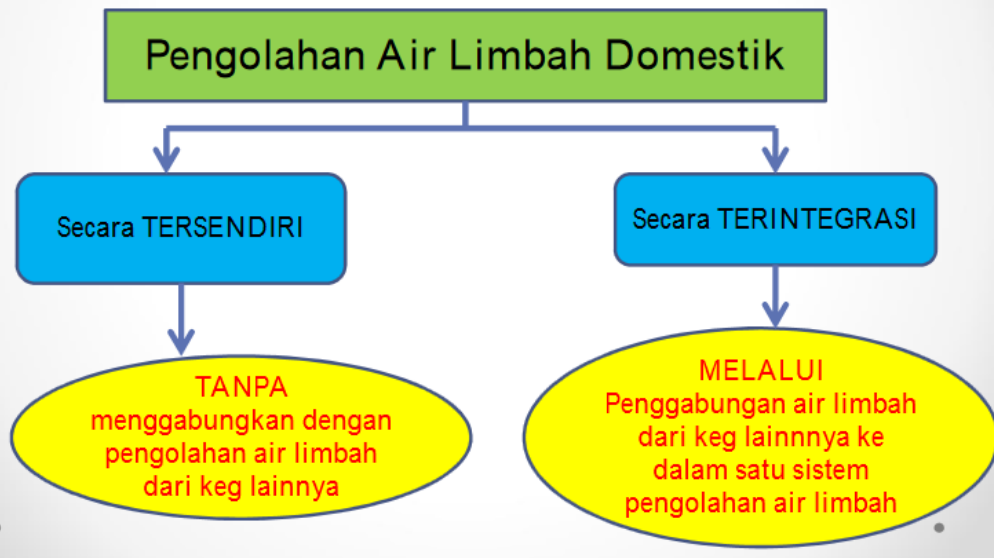 Pengolahan Air Limbah Domestik
Secara TERSENDIRI
Secara TERINTEGRASI
TANPA
menggabungkan dengan
pengolahan air limbah
dari keg lainnya
MELALUI
Penggabungan air limbah
dari keg lainnnya ke
dalam satu sistem
pengolahan air limbah